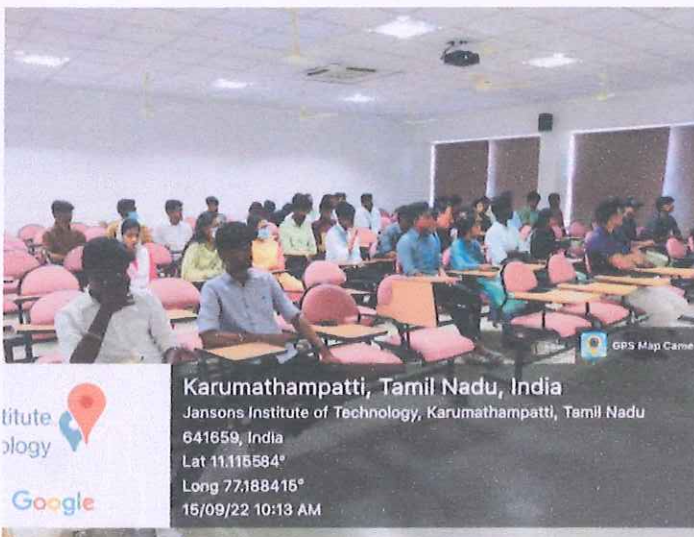 GPS Map Came
titute
ology
Google
Karumathampatti, Tamil Nadu, India
Jansons Institute of Technology, Karumathampatti, Tamil Nadu
641659, India
Lat 11.115584°
Long 77.188415°
15/09/22 10:13 AM